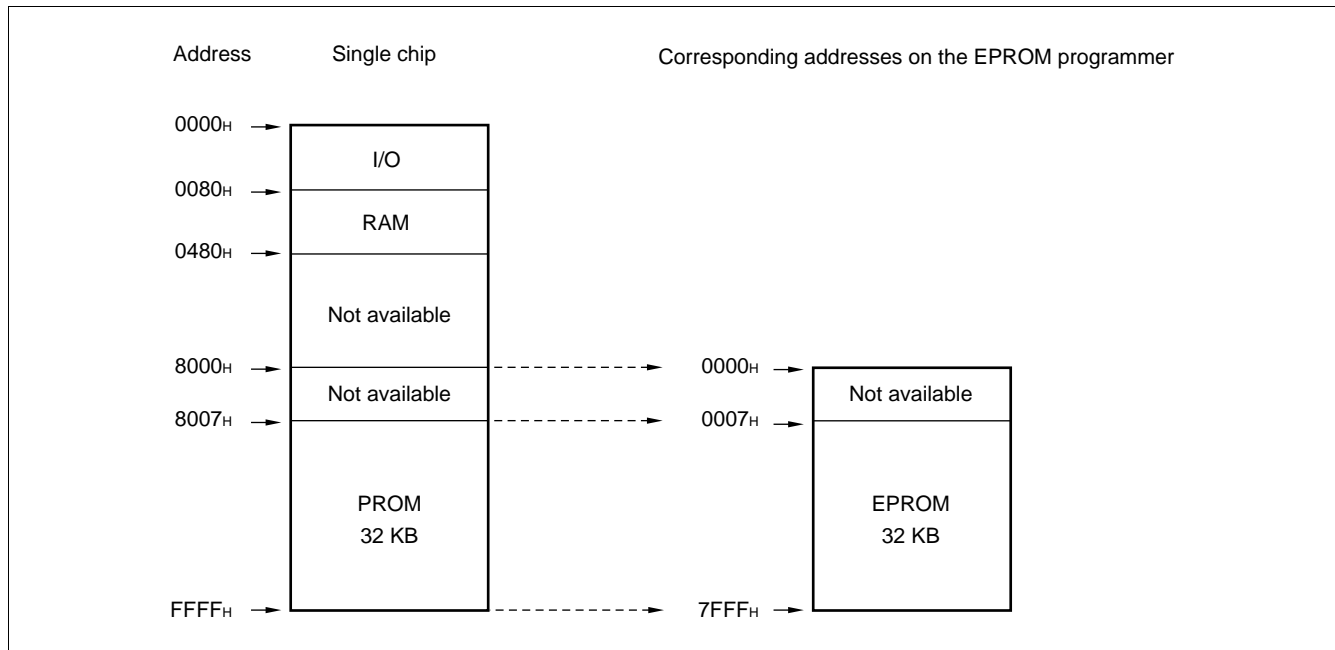 Address Single chip Corresponding addresses on the EPROM programmer
0000H
I/O
0080H
RAM
0480H
Not available
8000H 0000H
Not available Not available
8007H 0007H
PROM EPROM
32 KB 32 KB
FFFFH 7FFFH